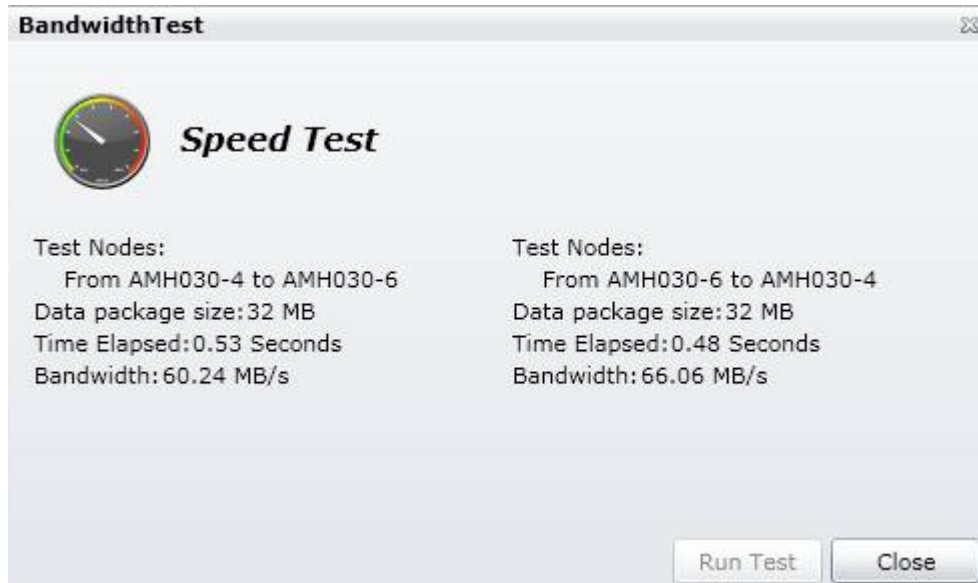 BandwidthTest
Speed Test
Test Nodes:
From AMH030-4 to AMH030-6
Data package size:32 MB
Time Elapsed:0.53 Seconds
Bandwidth:60.24 MB/s
Test Nodes:
From AMH030-6 to AMH030-4
Data package size:32 MB
Time Elapsed:0.48 Seconds
Bandwidth:66.06 MB/s
Run Test
Close